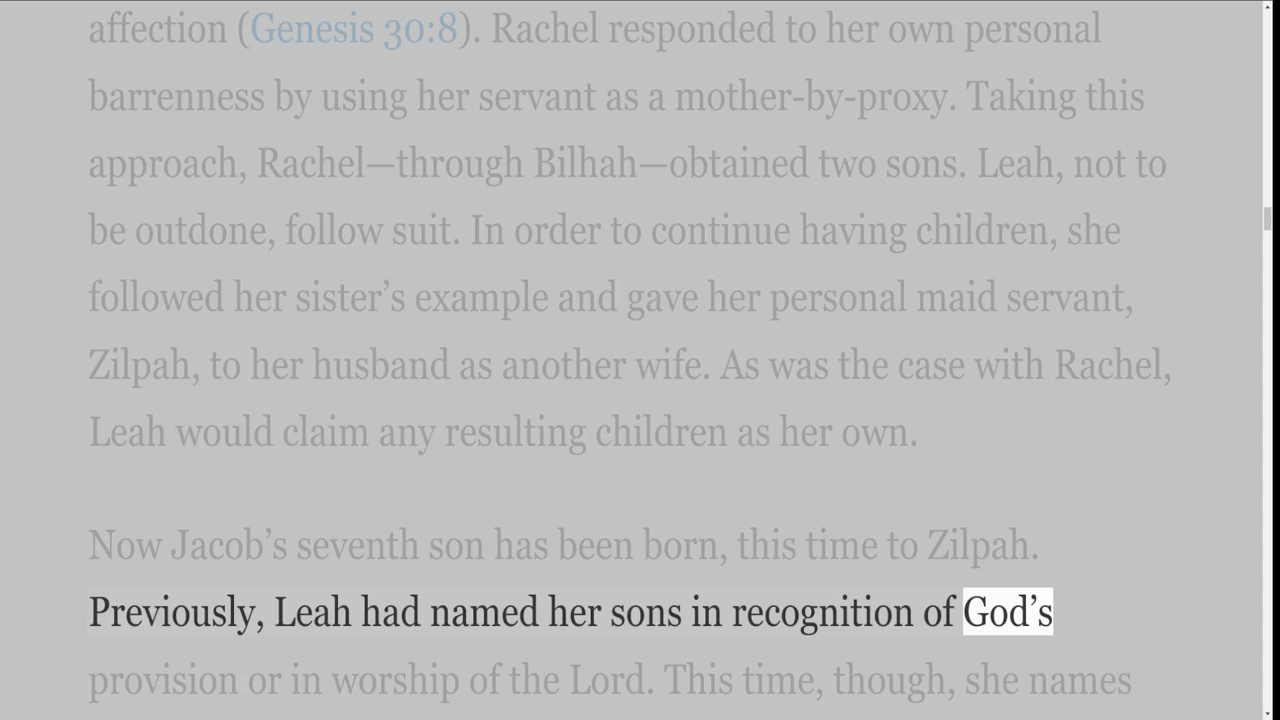 affection (Genesis 30:8). Rachel responded to her own personal
barrenness by using her servant as a mother-by-proxy. Taking this
approach, Rachel—through Bilhah—obtained two sons. Leah, not to
be outdone, follow suit. In order to continue having children, she
followed her sister’s example and gave her personal maid servant,
Zilpah, to her husband as another wife. As was the case with Rachel,
Leah would claim any resulting children as her own.
Now Jacob’s seventh son has been born, this time to Zilpah.
Previously, Leah had named her sons in recognition of God’s
provision or in worship of the Lord. This time, though, she names